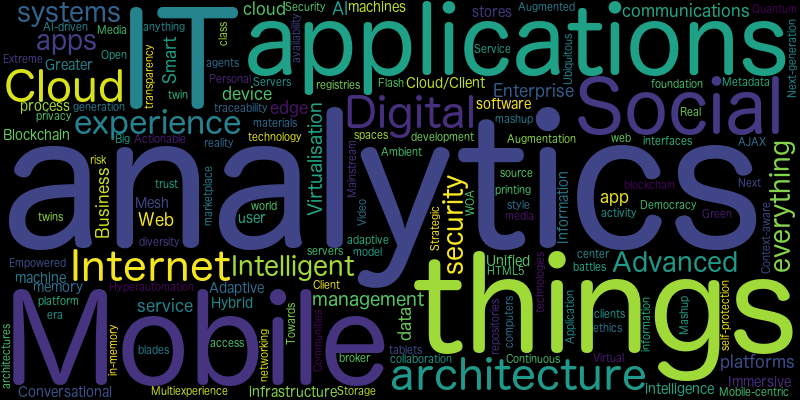 systems
AI-driven
Media
anything
IT
class
cloud
Security
AI
machines
stores
Augmented
communications
Quantum
apps
Extreme
Greater
Open
transparency
Smart
agents
availability
applications
Service
Ubiquitous
Next-generation
Cloud
twin
Personal
Servers
registries
Flash
Cloud/Client
Enterprise
foundation
Metadata
process
generation
device
traceability
edge
Digital
software
Social
privacy
experience
materials
mashup
Real
Blockchain
Big
Actionable
reality
technology
Virtualisation
spaces
development
Augmentation
web
interfaces
AJAX
analytics
risk
Business
trust
marketplace
Mainstream
Ambient
source
printing
blockchain
Next
everything
twins
Mesh
Web
diversity
world
user
Video
Strategic
security
WOA
style
media
Information
app
activity
Democracy
Green
Context-aware
Empowered
Internet
Intelligent
servers
adaptive
model
Unified
HTML5
technologies
center
battles
Advanced
machine
memory
Hyperautomation
Adaptive
Client
things
platform
era
service
Hybrid
management
Mobile
architectures
in-memory
blades
access
networking
Towards
Communities
broker
data
tablets
collaboration
repositories
computers
Continuous
Application
clients
ethics
Virtual
information
Mashup
self-protection
platforms
Conversational
Multiexperience
infrastructure
Storage
architecture
Intelligence
Immersive
Mobile-centric